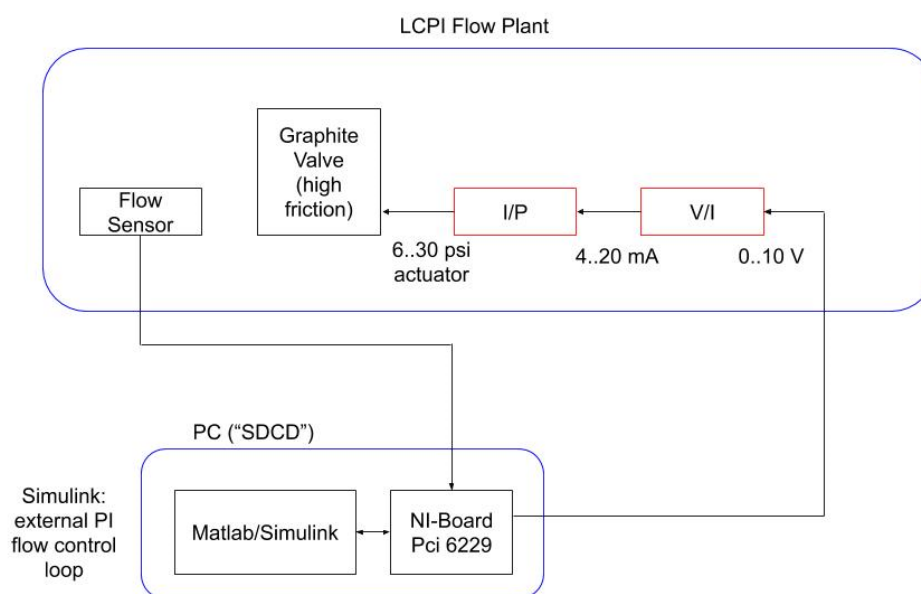 LCPI Flow Plant
Graphite
Valve
(high
friction)
Flow
Sensor
I/P
V/I
6..30 psi
actuator
4..20 mA
0..10 V
PC (“SDCD”)
Simulink:
external PI
flow control
loop
Matlab/Simulink
NI-Board
Pci 6229